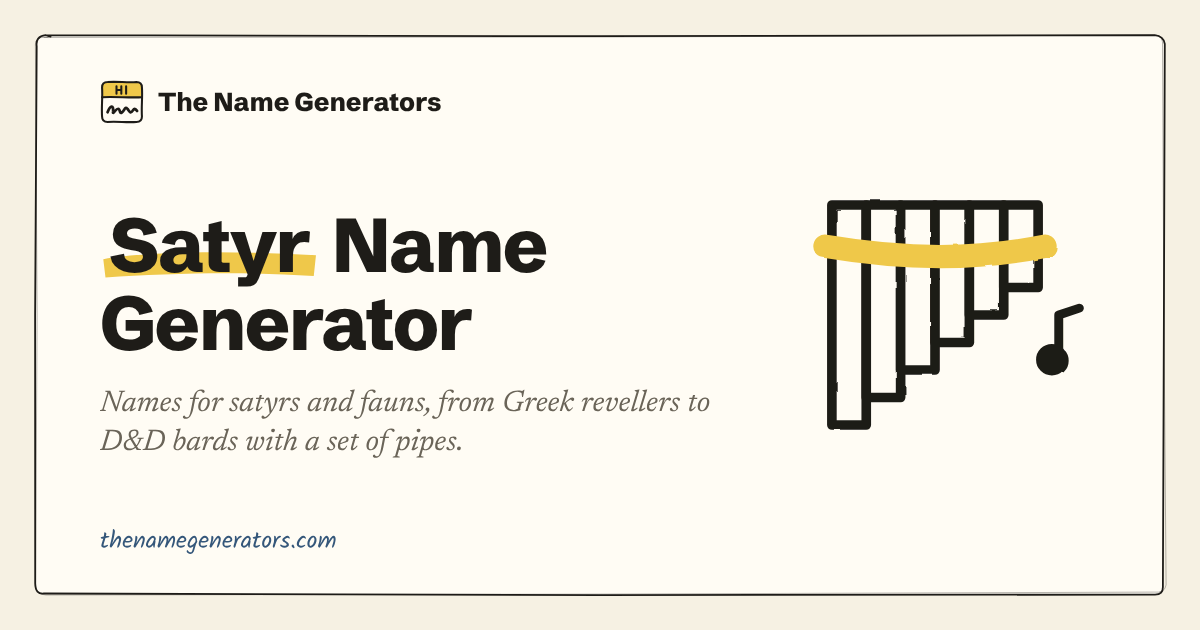 HI
The Name Generators
Satyr Name
Generator
Names for satyrs and fauns, from Greek revellers to
D&D bards with a set of pipes.
thenamegenerators.com